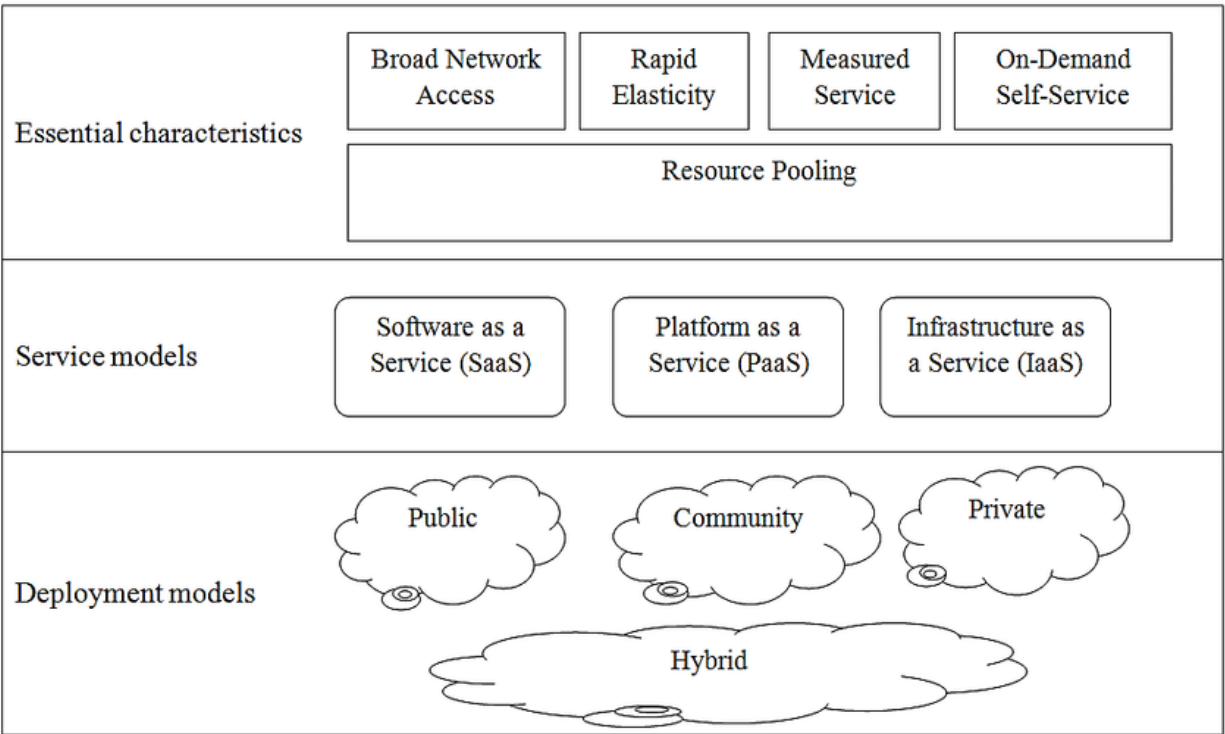 Essential characteristics
Broad Network
Access
Rapid
Elasticity
Measured
Service
On-Demand
Self-Service
Resource Pooling
Service models
Software as a
Service (SaaS)
Platform as a
Service (PaaS)
Infrastructure as
a Service (IaaS)
Deployment models
Public
Community
Private
Hybrid